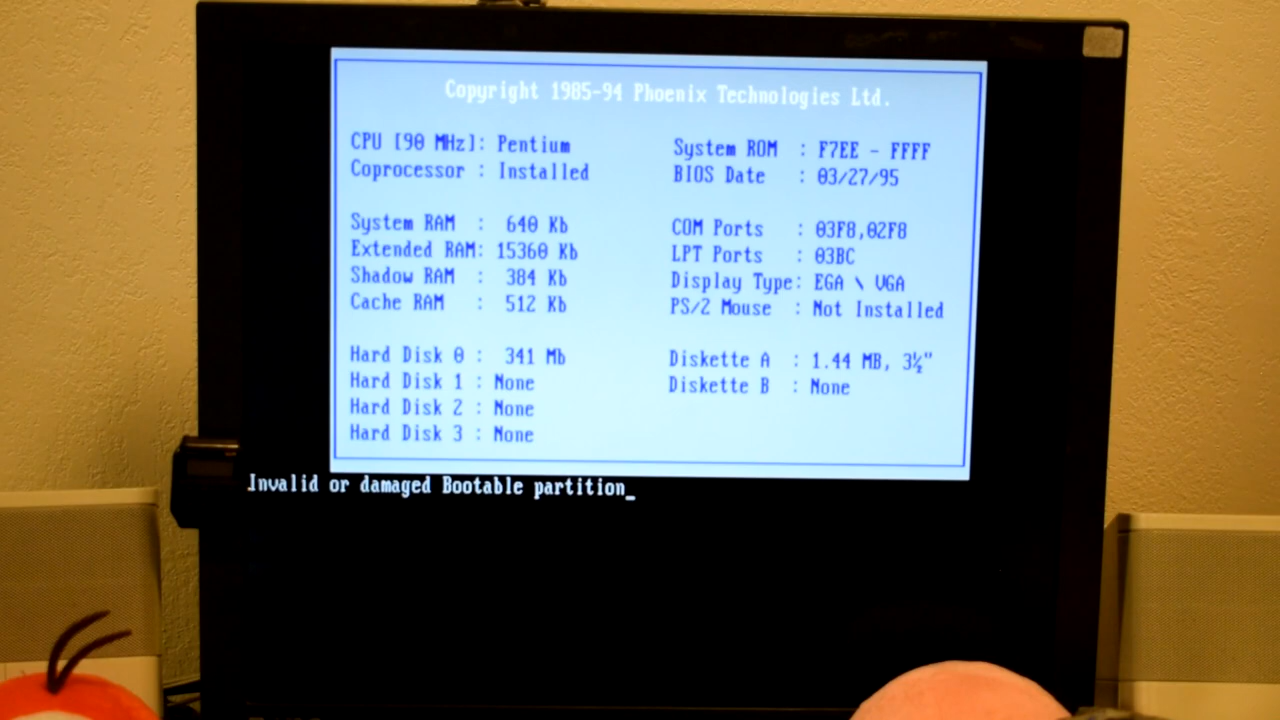 Copyright 1985-94 Phoenix Technologies Ltd.
CPU [90 MHz]: Pentium System ROM : F7EE - FFFF
Coprocessor : Installed BIOS Date : 03/27/95
System RAM : 640 Kb COM Ports : 03F8,02F8
Extended RAM: 15360 Kb LPT Ports : 03BC
Shadow RAM : 384 Kb Display Type: EGA \ VGA
Cache RAM : 512 Kb PS/2 Mouse : Not Installed
Hard Disk 0 : 341 Mb Diskette A : 1.44 MB, 3½"
Hard Disk 1 : None Diskette B : None
Hard Disk 2 : None
Hard Disk 3 : None
Invalid or damaged Bootable partition_